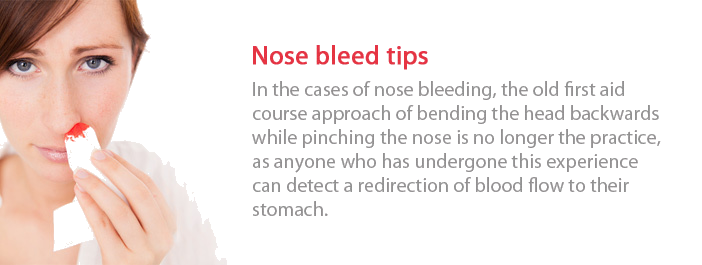 Nose bleed tips
In the cases of nose bleeding, the old first aid
course approach of bending the head backwards
while pinching the nose is no longer the practice,
as anyone who has undergone this experience
can detect a redirection of blood flow to their
stomach.